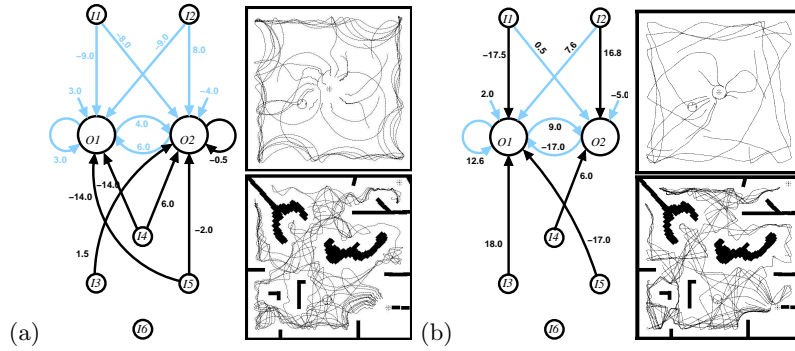 I1 I2 I1 I2
−9.0 −8.0 −9.0 8.0 −17.5 0.5 7.6 16.8
3.0 −4.0 2.0 −5.0
O1 4.0 O2 O1 9.0 O2
3.0 6.0 −0.5 12.6 −17.0
−14.0 −14.0 6.0 6.0
−2.0 −17.0
I4 I4
1.5 18.0
I3 I5 I3 I5
(a) I6 (b) I6